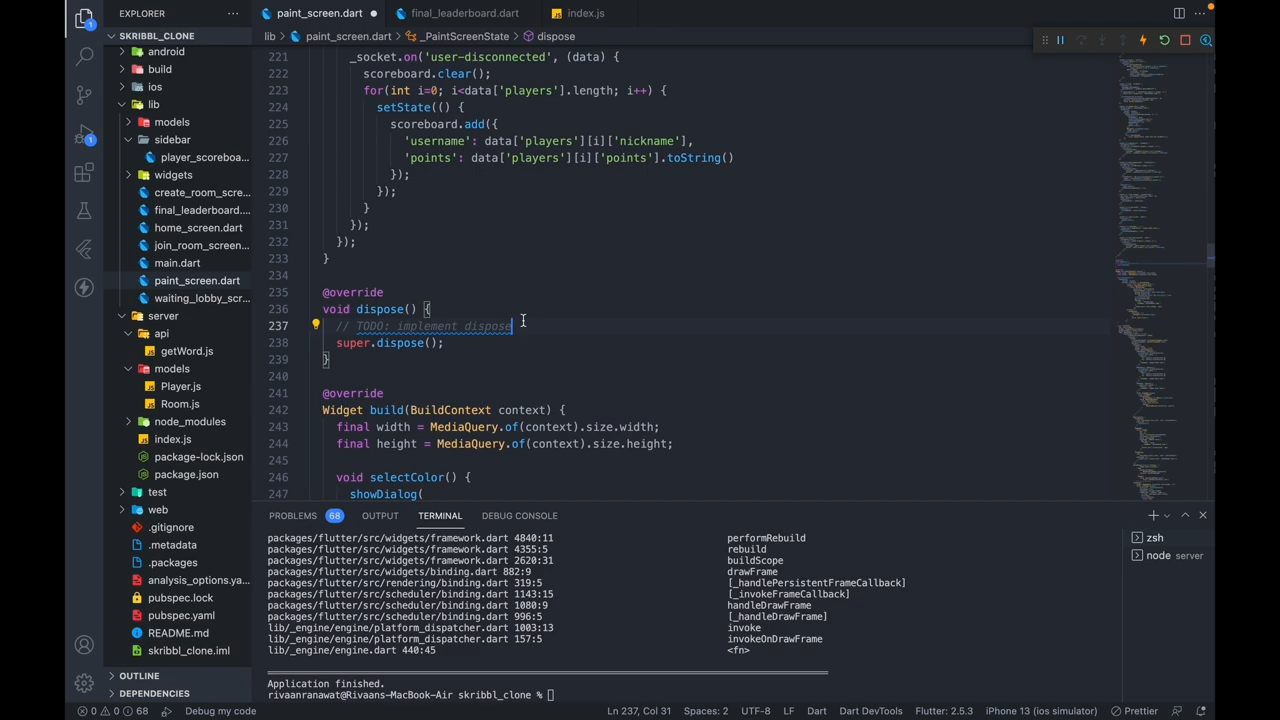 EXPLORER
paint_screen.dart
final_leaderboard.dart
index.js
SKRIBBL_CLONE
lib
paint_screen.dart
_PaintScreenState
dispose
android
build
ios
lib
models
sidebar
player_scoreboa...
widgets
create_room_scre...
final_leaderboard....
home_screen.dart
join_room_screen...
main.dart
paint_screen.dart
waiting_lobby_scr...
server
api
getWord.js
models
Player.js
Room.js
node_modules
index.js
package-lock.json
package.json
test
web
.gitignore
.metadata
.packages
analysis_options.ya...
pubspec.lock
pubspec.yaml
README.md
skribbl_clone.iml
OUTLINE
DEPENDENCIES
221 _socket.on('user-disconnected', (data) {
222 scoreboard.clear();
223 for(int i=0; i<data['players'].length; i++) {
224 setState(() {
225 scoreboard.add({
226 'username': data['players'][i]['nickname'],
227 'points': data['players'][i]['points'].toString()
228 });
229 });
230 }
231 });
232 });
233 }
234
235 @override
236 void dispose() {
237 // TODO: implement dispose
238 super.dispose();
239 }
240
241 @override
242 Widget build(BuildContext context) {
243 final width = MediaQuery.of(context).size.width;
244 final height = MediaQuery.of(context).size.height;
245
246 void selectColor() {
247 showDialog(
PROBLEMS 68 OUTPUT TERMINAL DEBUG CONSOLE
packages/flutter/src/widgets/framework.dart 4840:11 performRebuild
packages/flutter/src/widgets/framework.dart 4355:5 rebuild
packages/flutter/src/widgets/framework.dart 2620:31 buildScope
packages/flutter/src/widgets/binding.dart 882:9 drawFrame
packages/flutter/src/rendering/binding.dart 319:5 [_handlePersistentFrameCallback]
packages/flutter/src/scheduler/binding.dart 1143:15 [_invokeFrameCallback]
packages/flutter/src/scheduler/binding.dart 1080:9 handleDrawFrame
packages/flutter/src/scheduler/binding.dart 996:5 [_handleDrawFrame]
lib/_engine/engine/platform_dispatcher.dart 1003:13 invoke
lib/_engine/engine/platform_dispatcher.dart 157:5 invokeOnDrawFrame
lib/_engine/engine.dart 440:45 <fn>
Application finished.
rivaanranawat@Rivaans-MacBook-Air skribbl_clone %
zsh
node server
0 0 68 Debug my code Ln 237, Col 31 Spaces: 2 UTF-8 LF Dart Dart DevTools Flutter: 2.5.3 iPhone 13 (ios simulator) Prettier